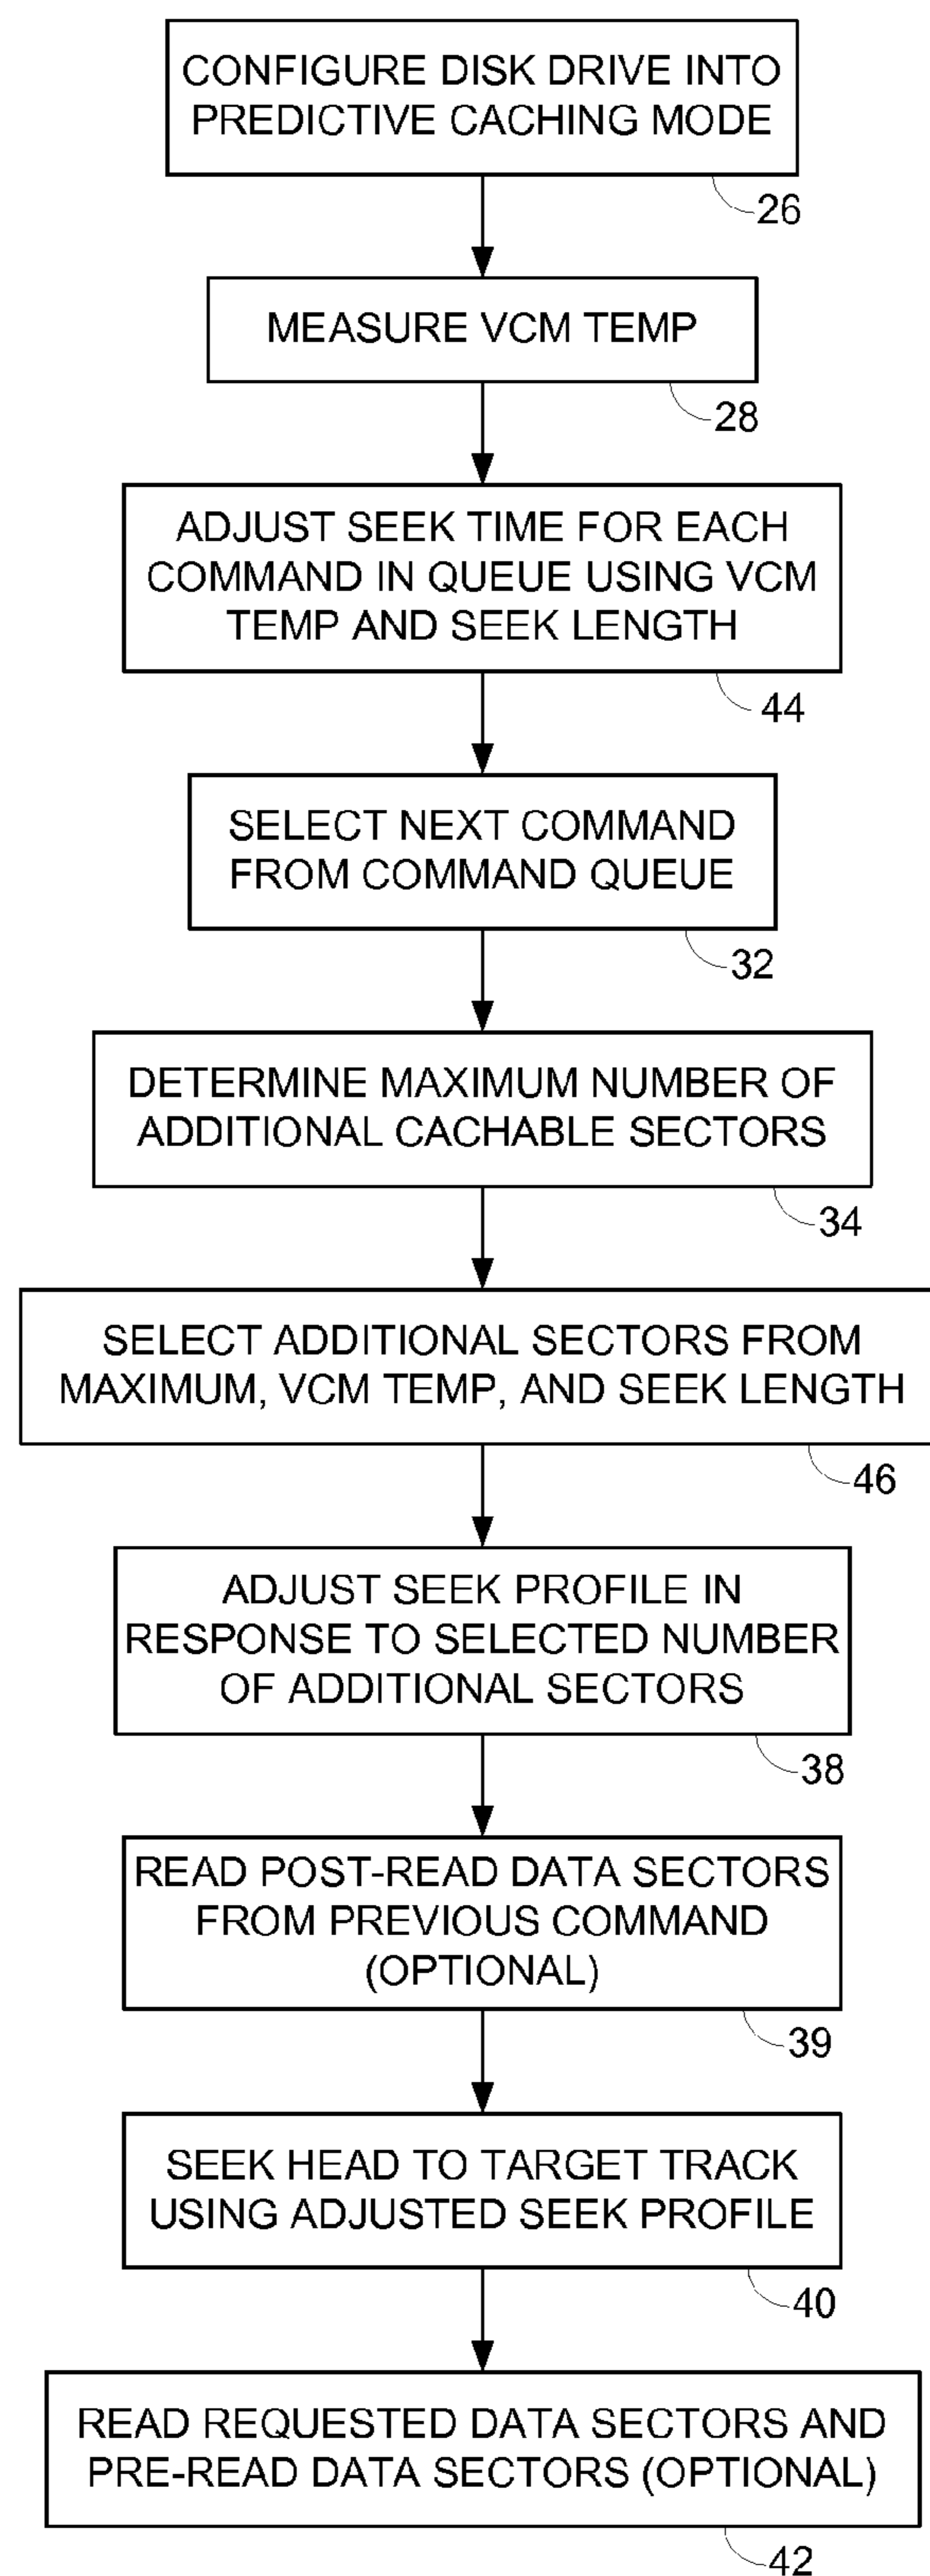 CONFIGURE DISK DRIVE INTO
PREDICTIVE CACHING MODE
26
MEASURE VCM TEMP
28
ADJUST SEEK TIME FOR EACH
COMMAND IN QUEUE USING VCM
TEMP AND SEEK LENGTH
44
SELECT NEXT COMMAND
FROM COMMAND QUEUE
32
DETERMINE MAXIMUM NUMBER OF
ADDITIONAL CACHABLE SECTORS
34
SELECT ADDITIONAL SECTORS FROM
MAXIMUM, VCM TEMP, AND SEEK LENGTH
46
ADJUST SEEK PROFILE IN
RESPONSE TO SELECTED NUMBER
OF ADDITIONAL SECTORS
38
READ POST-READ DATA SECTORS
FROM PREVIOUS COMMAND
(OPTIONAL)
39
SEEK HEAD TO TARGET TRACK
USING ADJUSTED SEEK PROFILE
40
READ REQUESTED DATA SECTORS AND
PRE-READ DATA SECTORS (OPTIONAL)
42